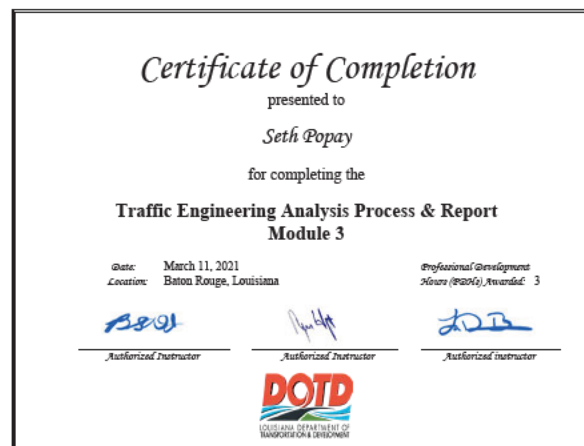 Certificate of Completion
presented to
Seth Popay
for completing the
Traffic Engineering Analysis Process & Report
Module 3
Date: March 11, 2021
Location: Baton Rouge, Louisiana
Professional Development
Hours (PDHs) Awarded: 3
Authorized Instructor
Authorized Instructor
Authorized instructor
DOTD
LOUISIANA DEPARTMENT OF
TRANSPORTATION & DEVELOPMENT